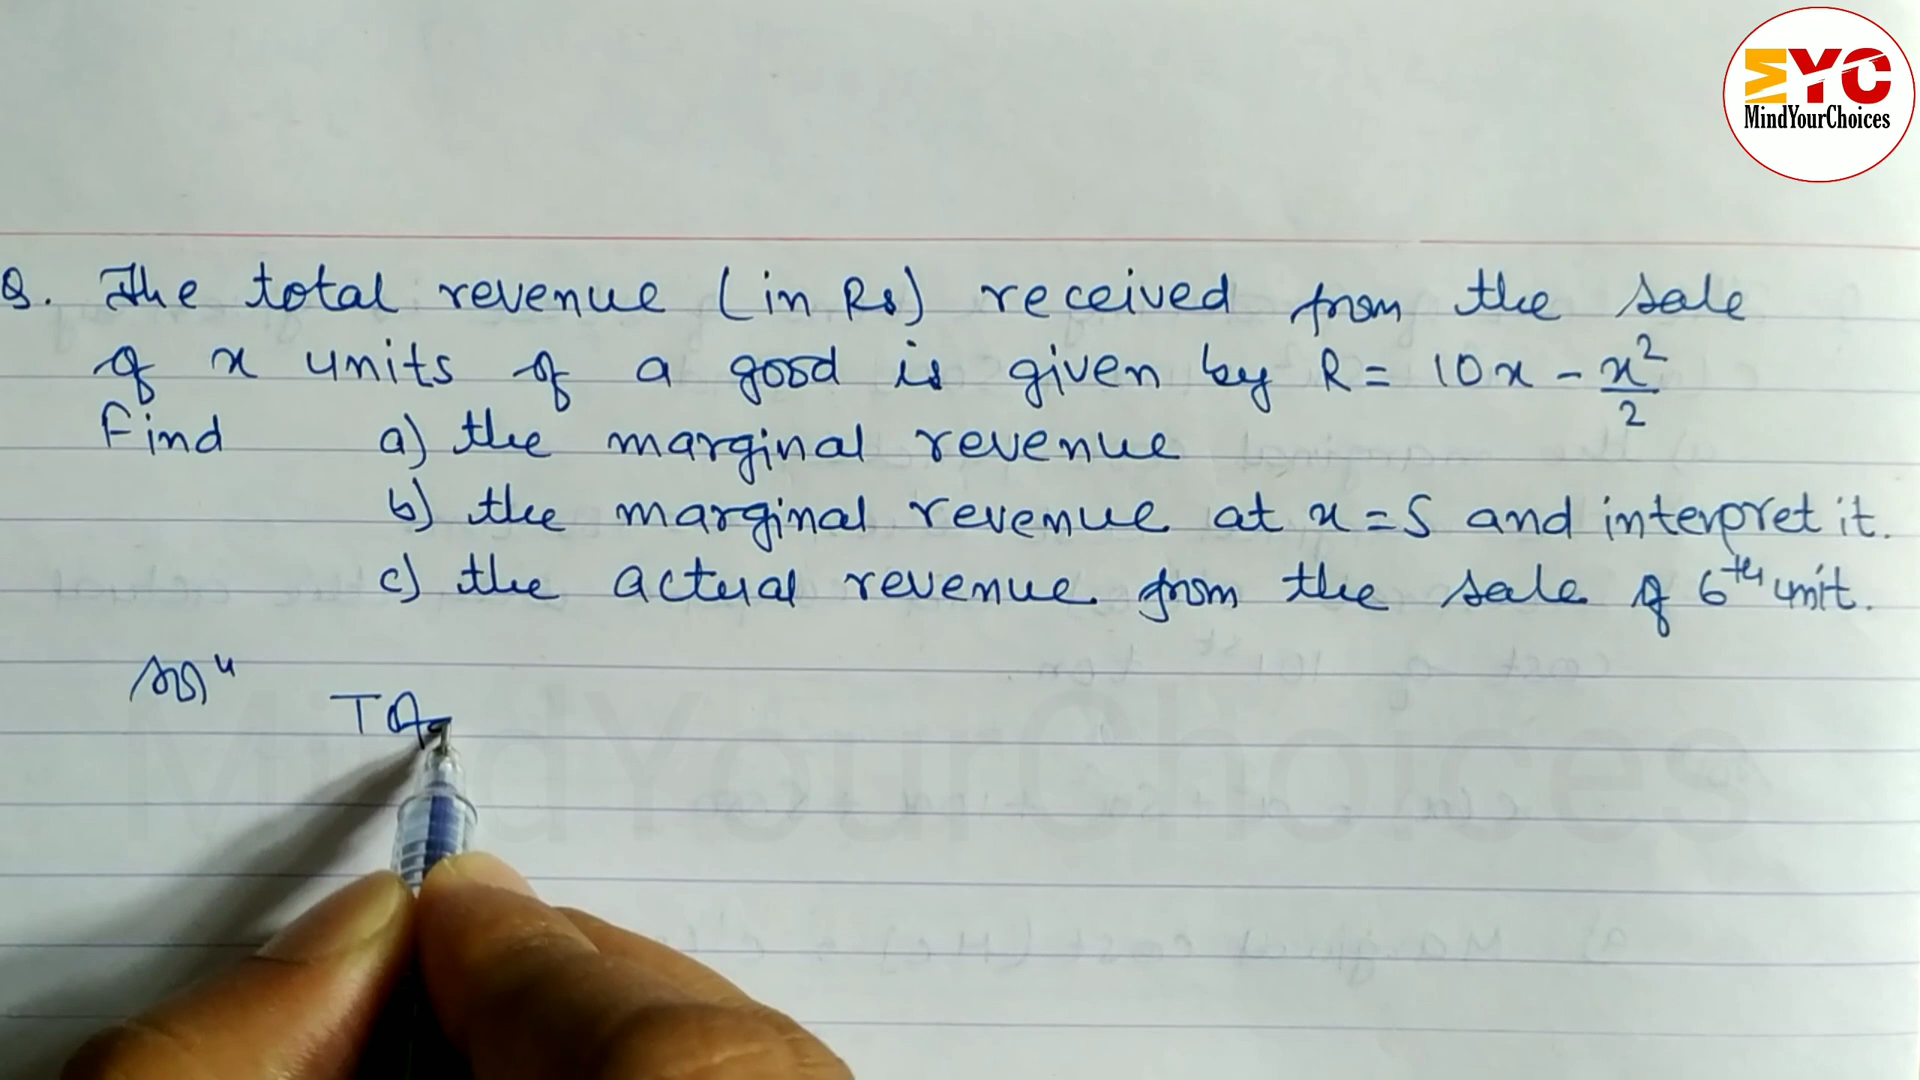 MYC
MindYourChoices
Q. The total revenue (in Rs) received from the sale
of x units of a good is given by R = 10x - x²/2
Find a) the marginal revenue
b) the marginal revenue at x = 5 and interpret it.
c) the actual revenue from the sale of 6th unit.
Solⁿ
T
MindYourChoices